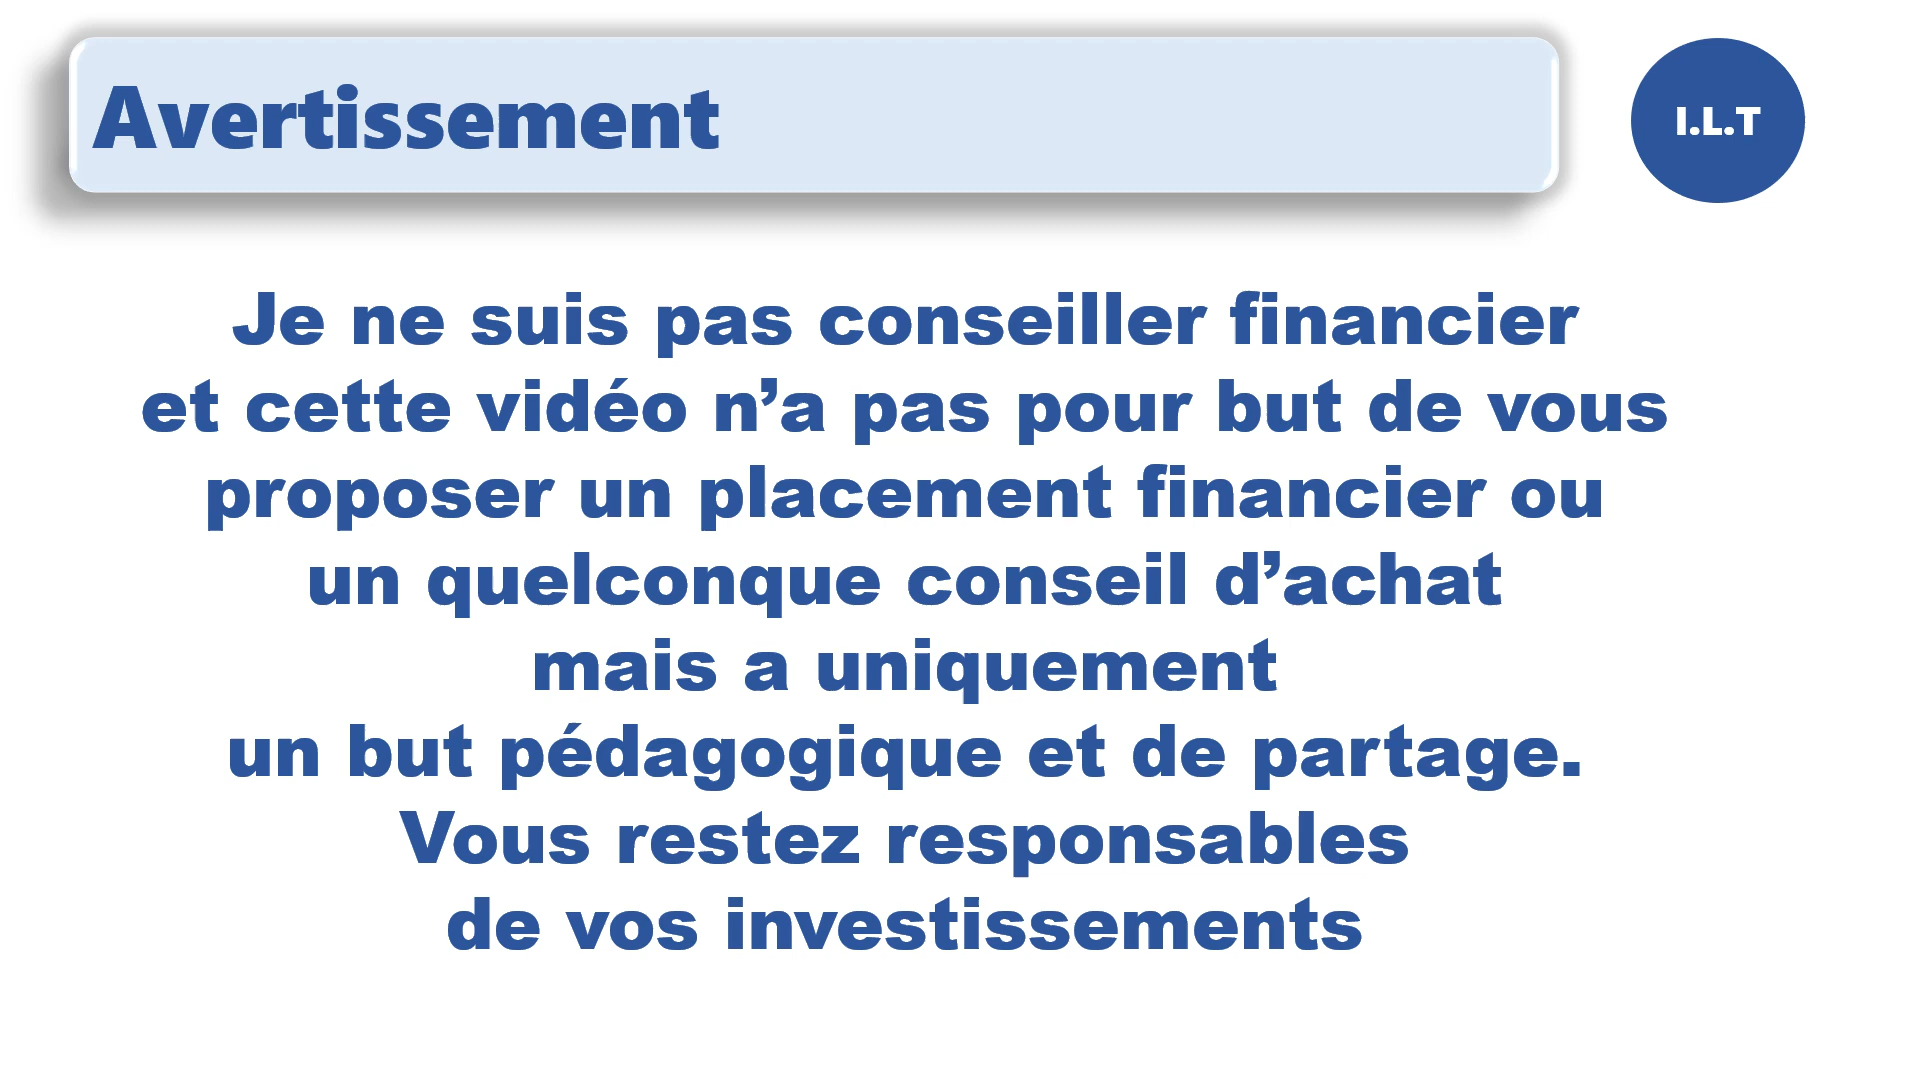 Avertissement
I.L.T
Je ne suis pas conseiller financier
et cette vidéo n’a pas pour but de vous
proposer un placement financier ou
un quelconque conseil d’achat
mais a uniquement
un but pédagogique et de partage.
Vous restez responsables
de vos investissements